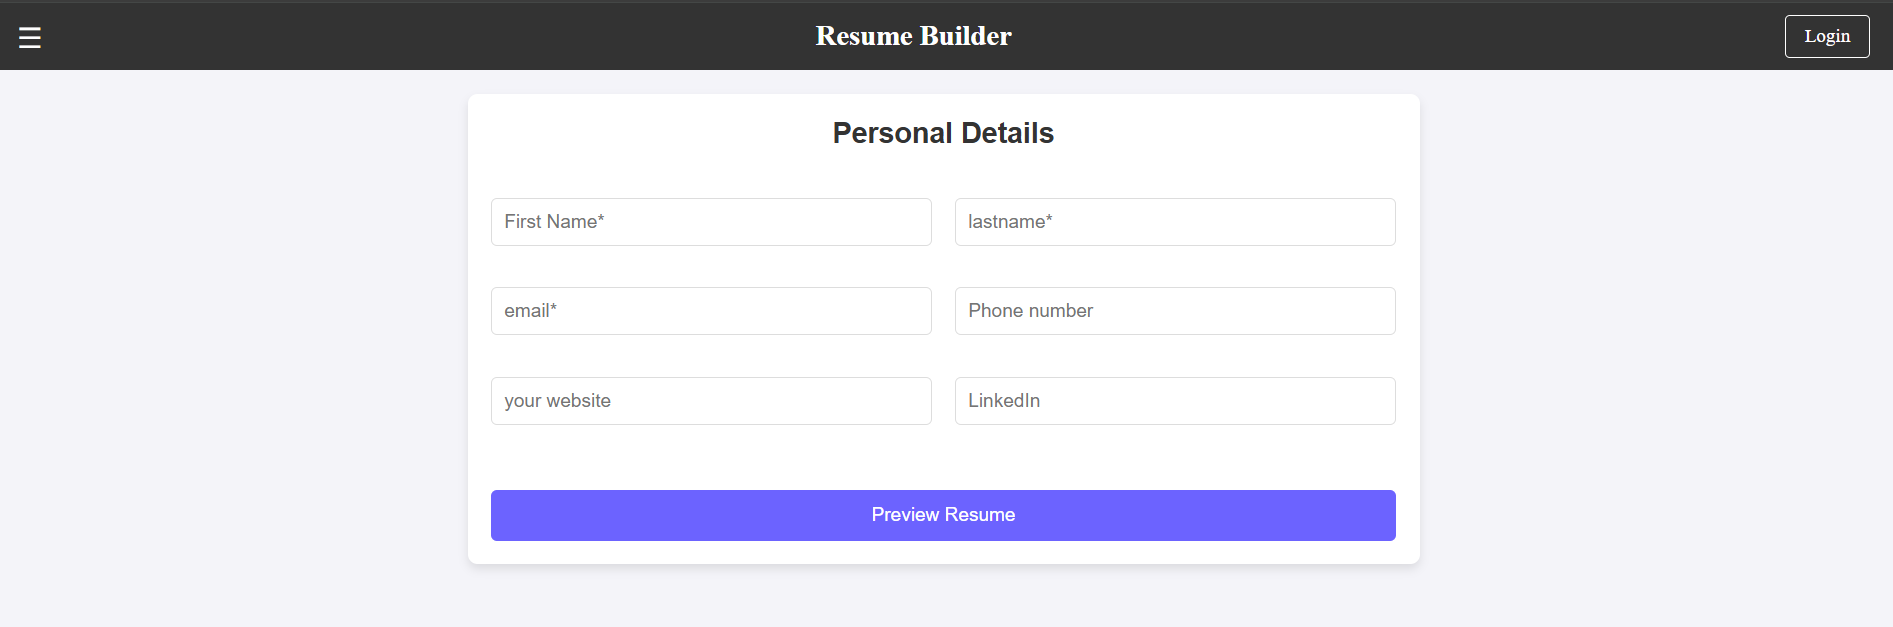 Resume Builder
Login
Personal Details
First Name*
lastname*
email*
Phone number
your website
LinkedIn
Preview Resume